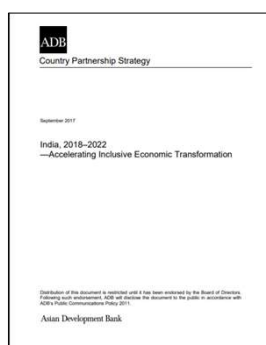 ADB
Country Partnership Strategy
September 2017
India, 2018–2022
—Accelerating Inclusive Economic Transformation
Distribution of this document is restricted until it has been endorsed by the Board of Directors.
Following such endorsement, ADB will disclose the document to the public in accordance with
ADB's Public Communications Policy 2011.
Asian Development Bank